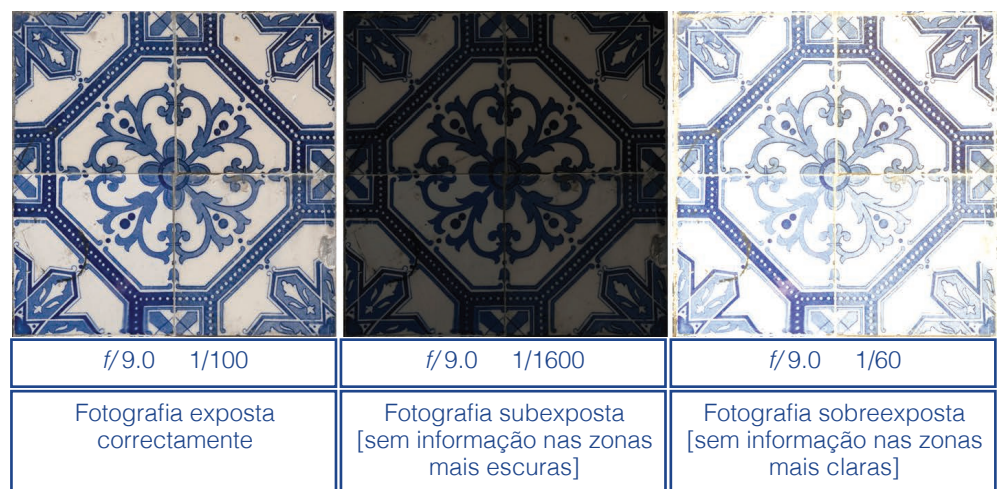 f/ 9.0 1/100
f/ 9.0 1/1600
f/ 9.0 1/60
Fotografia exposta
correctamente
Fotografia subexposta
[sem informação nas zonas
mais escuras]
Fotografia sobreexposta
[sem informação nas zonas
mais claras]